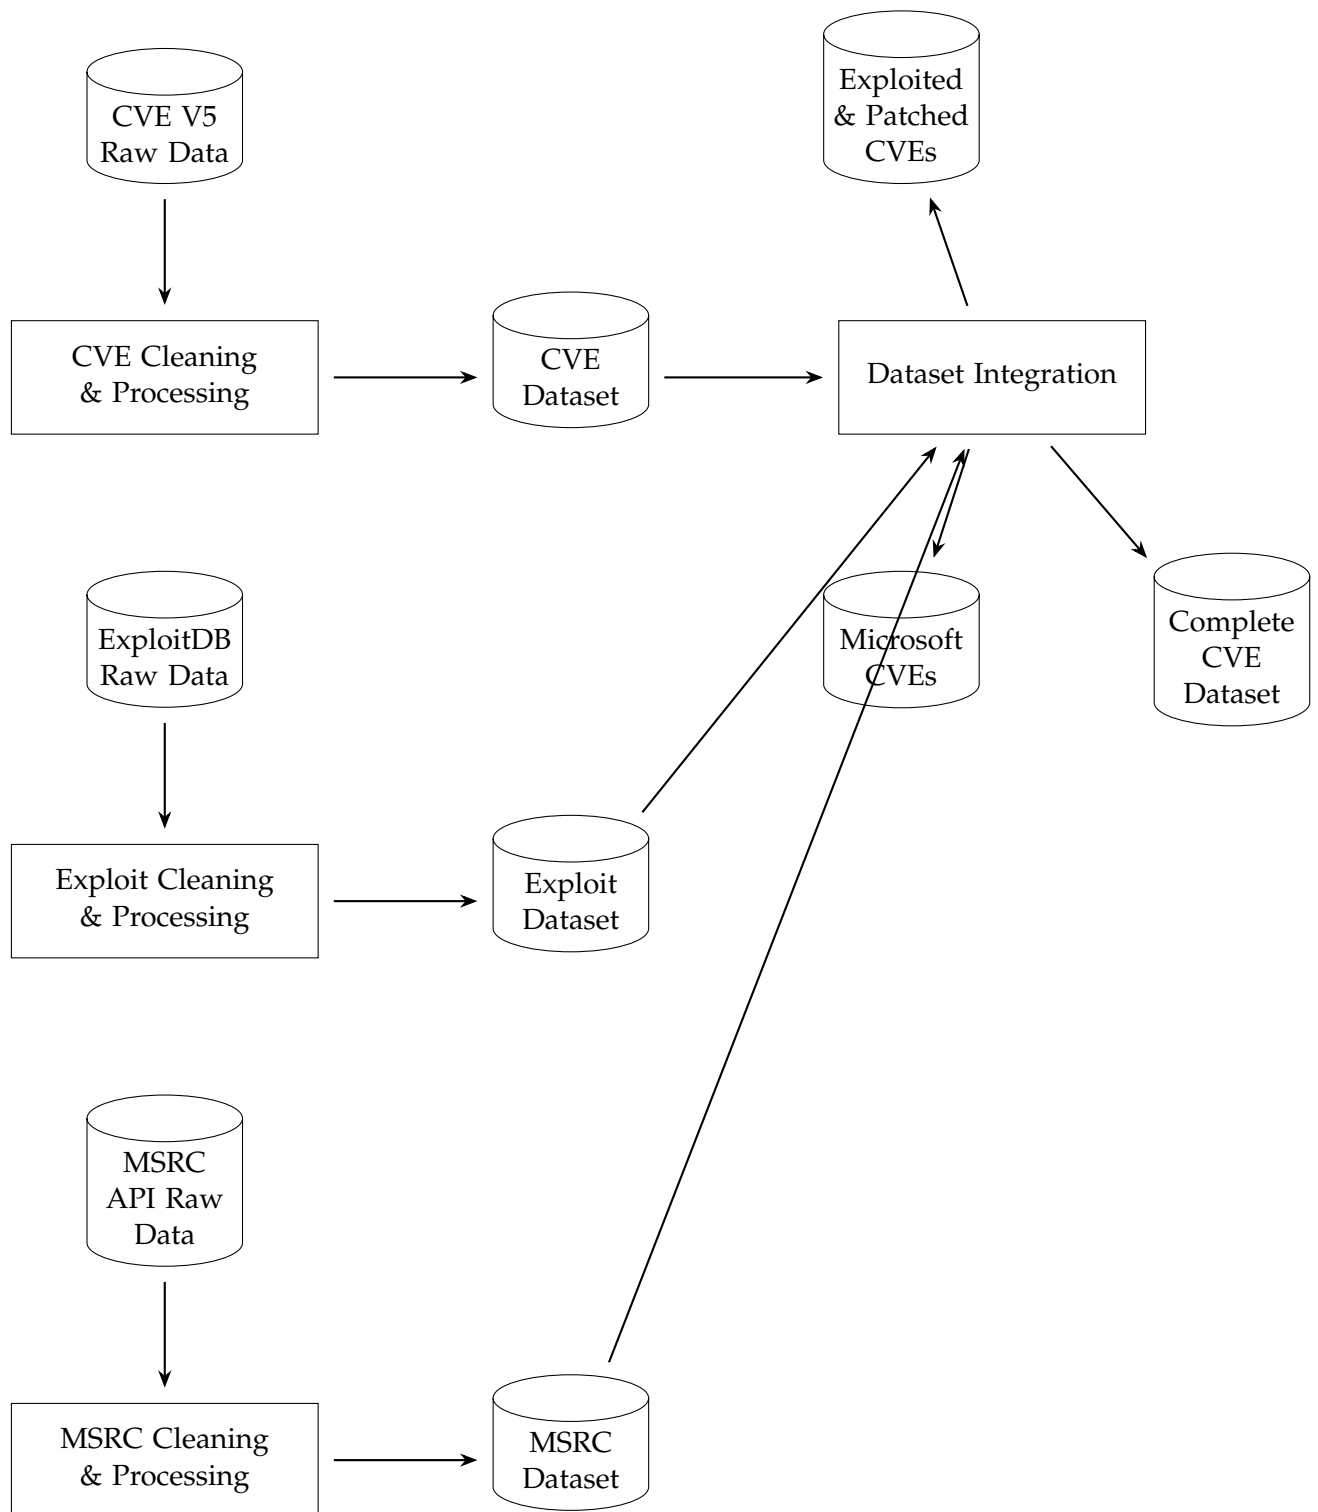 CVE V5
Raw Data
Exploited
& Patched
CVEs
CVE Cleaning
& Processing
CVE
Dataset
Dataset Integration
ExploitDB
Raw Data
Microsoft
CVEs
Complete
CVE
Dataset
Exploit Cleaning
& Processing
Exploit
Dataset
MSRC
API Raw
Data
MSRC Cleaning
& Processing
MSRC
Dataset